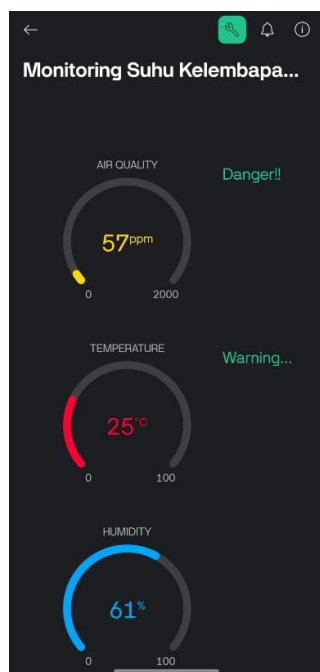 Monitoring Suhu Kelembapa...
AIR QUALITY
Danger!!
57ppm
0 2000
TEMPERATURE
Warning...
25°C
0 100
HUMIDITY
61%
0 100